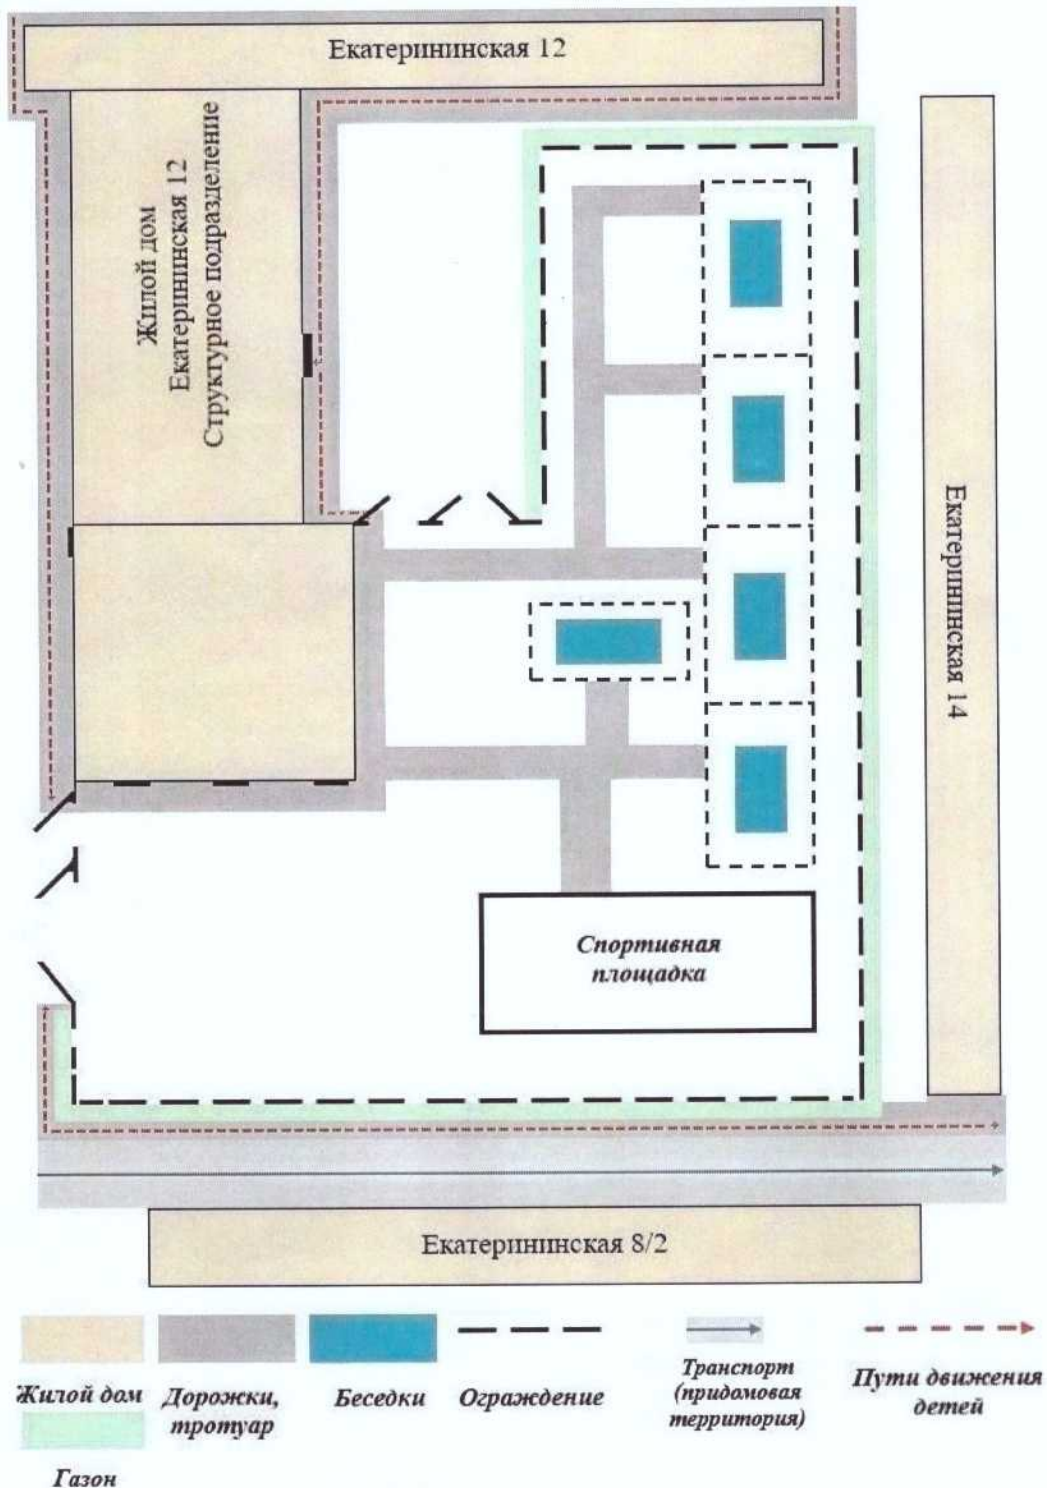 Екатерининская 12
Жилой дом
Екатерининская 12
Структурное подразделение
Екатерининская 14
Спортивная
площадка
Екатерининская 8/2
Жилой дом
Дорожки,
тротуар
Беседки
Ограждение
Транспорт
(придомовая
территория)
Пути движения
детей
Газон